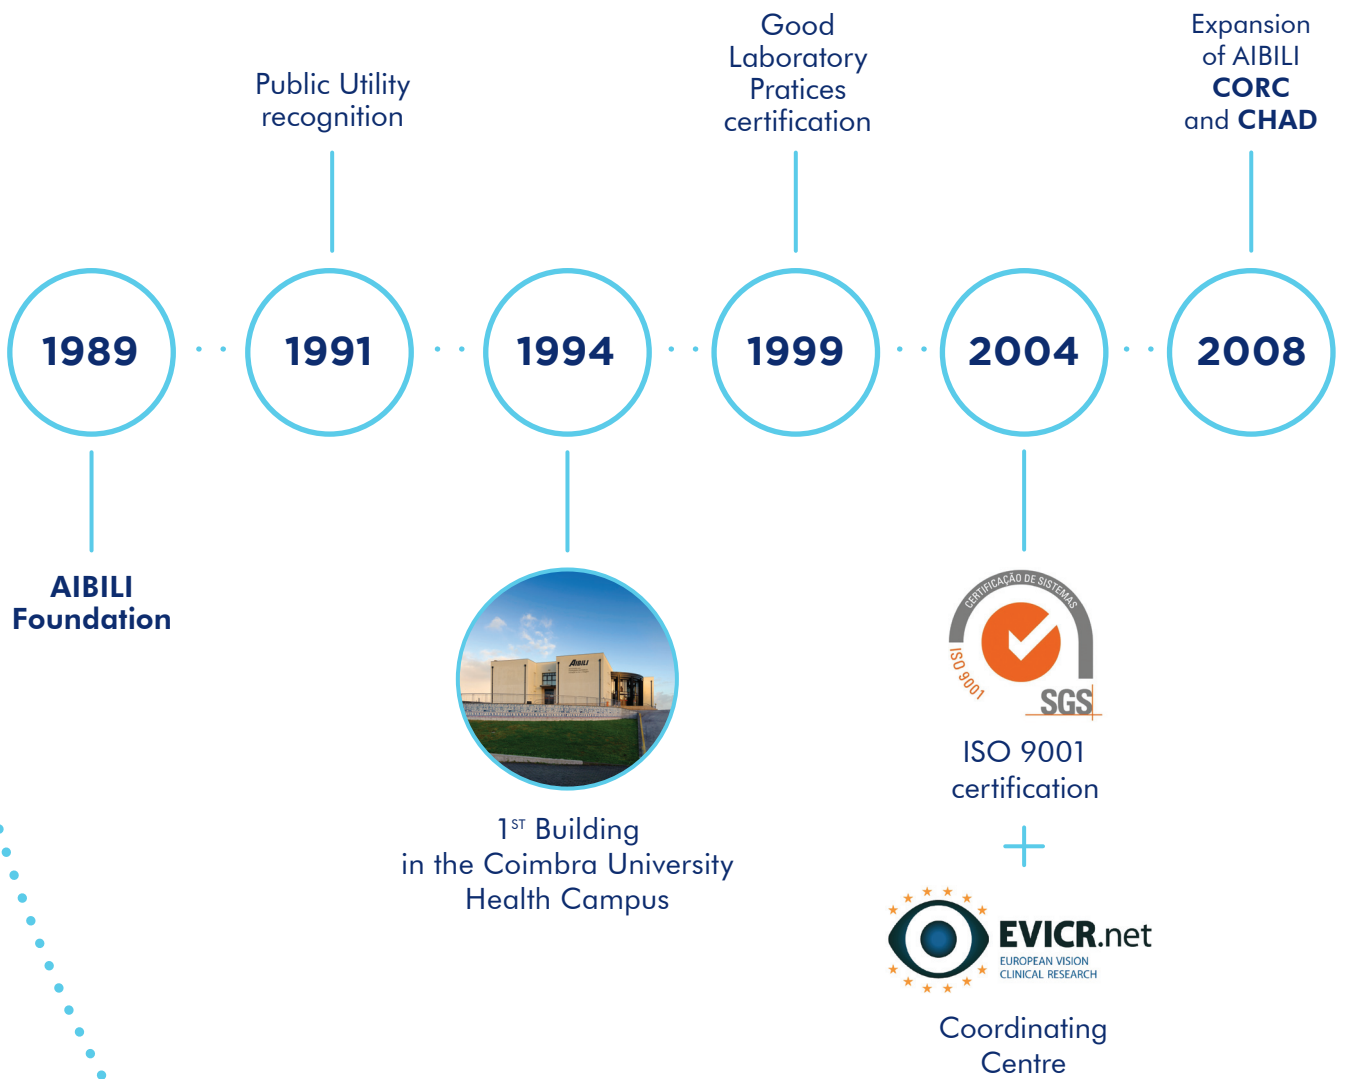 Public Utility
recognition
Good
Laboratory
Pratices
certification
Expansion
of AIBILI
CORC
and CHAD
1989
1991
1994
1999
2004
2008
AIBILI
Foundation
AIBILI
1ST Building
in the Coimbra University
Health Campus
CERTIFICAÇÃO DE SISTEMAS
ISO 9001
SGS
ISO 9001
certification
+
EVICR.net
EUROPEAN VISION
CLINICAL RESEARCH
Coordinating
Centre